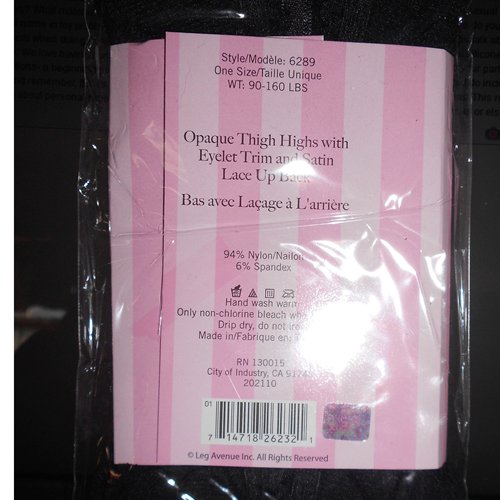 Style/Modèle: 6289
One Size/Taille Unique
WT: 90-160 LBS
Opaque Thigh Highs with
Eyelet Trim and Satin
Lace Up Back
Bas avec Laçage à L'arrière
94% Nylon/Nailon
6% Spandex
Hand wash warm
Only non-chlorine bleach
Drip dry, do not
Made in/Fabrique en:
RN 130015
City of Industry, CA 91748
202110
01
7 14718 26232 1
© Leg Avenue Inc. All Rights Reserved